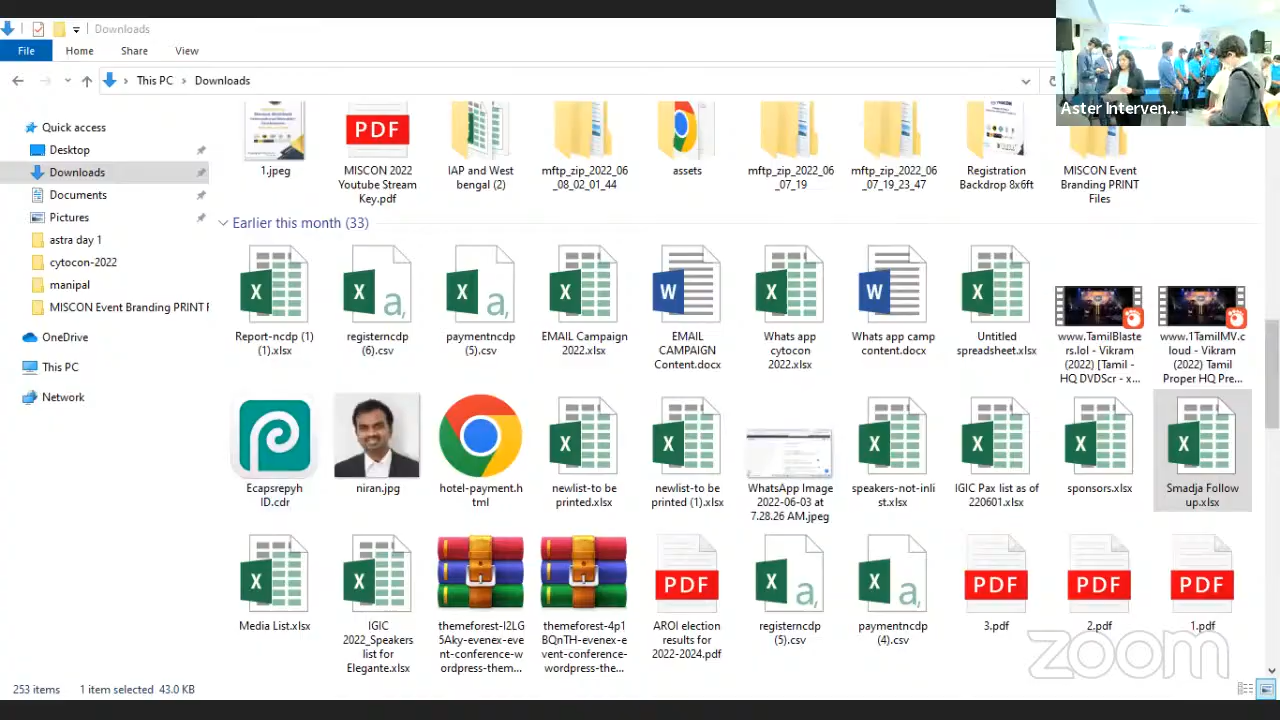 Downloads
File Home Share View
This PC Downloads
Aster Interven...
Quick access
Desktop
Downloads
Documents
Pictures
astra day 1
cytocon-2022
manipal
MISCON Event Branding PRINT F
OneDrive
This PC
Network
1.jpeg
PDF
MISCON 2022
Youtube Stream
Key.pdf
IAP and West
bengal (2)
mftp_zip_2022_06
_08_02_01_44
assets
mftp_zip_2022_06
_07_19
mftp_zip_2022_06
_07_19_23_47
Registration
Backdrop 8x6ft
MISCON Event
Branding PRINT
Files
Earlier this month (33)
Report-ncdp (1)
(1).xlsx
registerncdp
(6).csv
paymentncdp
(5).csv
EMAIL Campaign
2022.xlsx
EMAIL
CAMPAIGN
Content.docx
Whats app
cytocon
2022.xlsx
Whats app camp
content.docx
Untitled
spreadsheet.xlsx
www.TamilBlaste
rs.lol - Vikram
(2022) [Tamil -
HQ DVDScr - x...
www.1TamilMV.c
loud - Vikram
(2022) Tamil
Proper HQ Pre...
Ecapsrepyh
ID.cdr
niran.jpg
hotel-payment.h
tml
newlist-to be
printed.xlsx
newlist-to be
printed (1).xlsx
WhatsApp Image
2022-06-03 at
7.28.26 AM.jpeg
speakers-not-inli
st.xlsx
IGIC Pax list as of
220601.xlsx
sponsors.xlsx
Smadja Follow
up.xlsx
Media List.xlsx
IGIC
2022_Speakers
list for
Elegante.xlsx
themeforest-I2LG
5Aky-evenex-eve
nt-conference-w
ordpress-them...
themeforest-4p1
BQnTH-evenex-e
vent-conference-
wordpress-the...
PDF
AROI election
results for
2022-2024.pdf
registerncdp
(5).csv
paymentncdp
(4).csv
PDF
3.pdf
PDF
2.pdf
PDF
1.pdf
zoom
253 items 1 item selected 43.0 KB